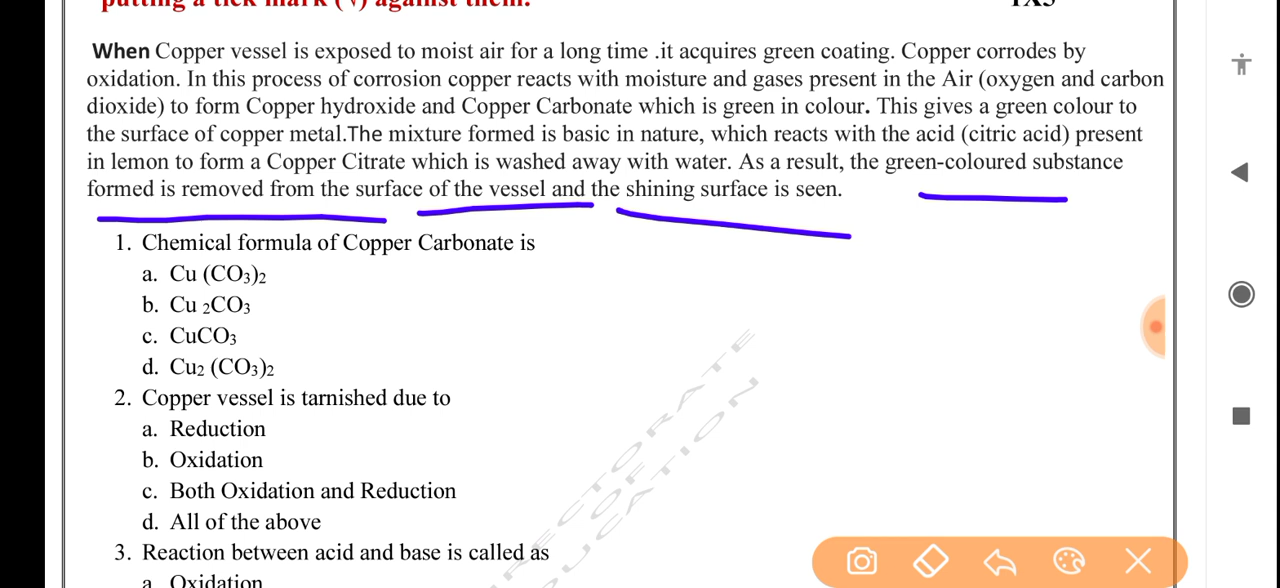 putting a tick mark (√) against them. 1X5
When Copper vessel is exposed to moist air for a long time .it acquires green coating. Copper corrodes by
oxidation. In this process of corrosion copper reacts with moisture and gases present in the Air (oxygen and carbon
dioxide) to form Copper hydroxide and Copper Carbonate which is green in colour. This gives a green colour to
the surface of copper metal.The mixture formed is basic in nature, which reacts with the acid (citric acid) present
in lemon to form a Copper Citrate which is washed away with water. As a result, the green-coloured substance
formed is removed from the surface of the vessel and the shining surface is seen.
1. Chemical formula of Copper Carbonate is
a. Cu (CO3)2
b. Cu 2CO3
c. CuCO3
d. Cu2 (CO3)2
2. Copper vessel is tarnished due to
a. Reduction
b. Oxidation
c. Both Oxidation and Reduction
d. All of the above
3. Reaction between acid and base is called as
a. Oxidation